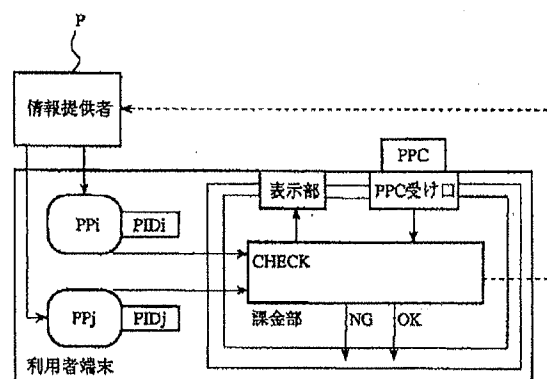 P
情報提供者
PPC
表示部
PPC受け口
PPi
PIDi
CHECK
PPj
PIDj
課金部
NG
OK
利用者端末